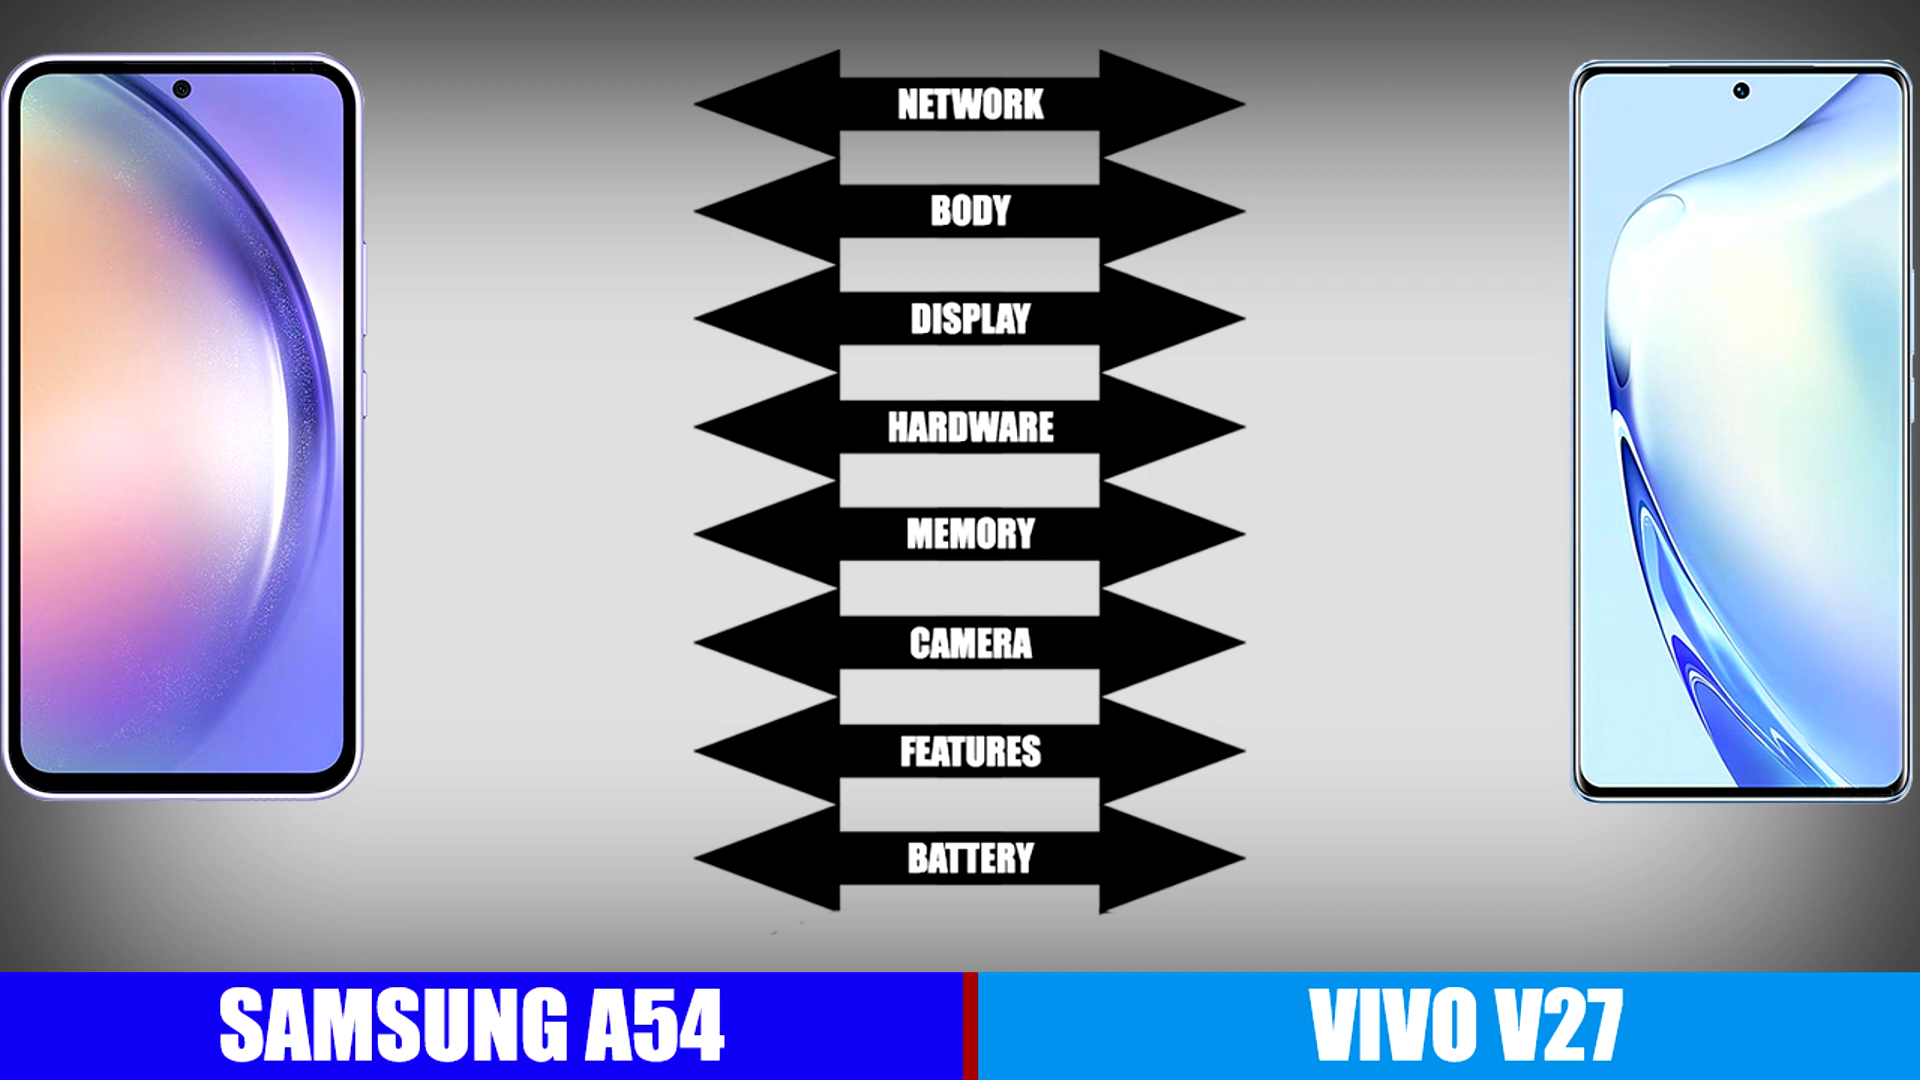 NETWORK
BODY
DISPLAY
HARDWARE
MEMORY
CAMERA
FEATURES
BATTERY
SAMSUNG A54
VIVO V27